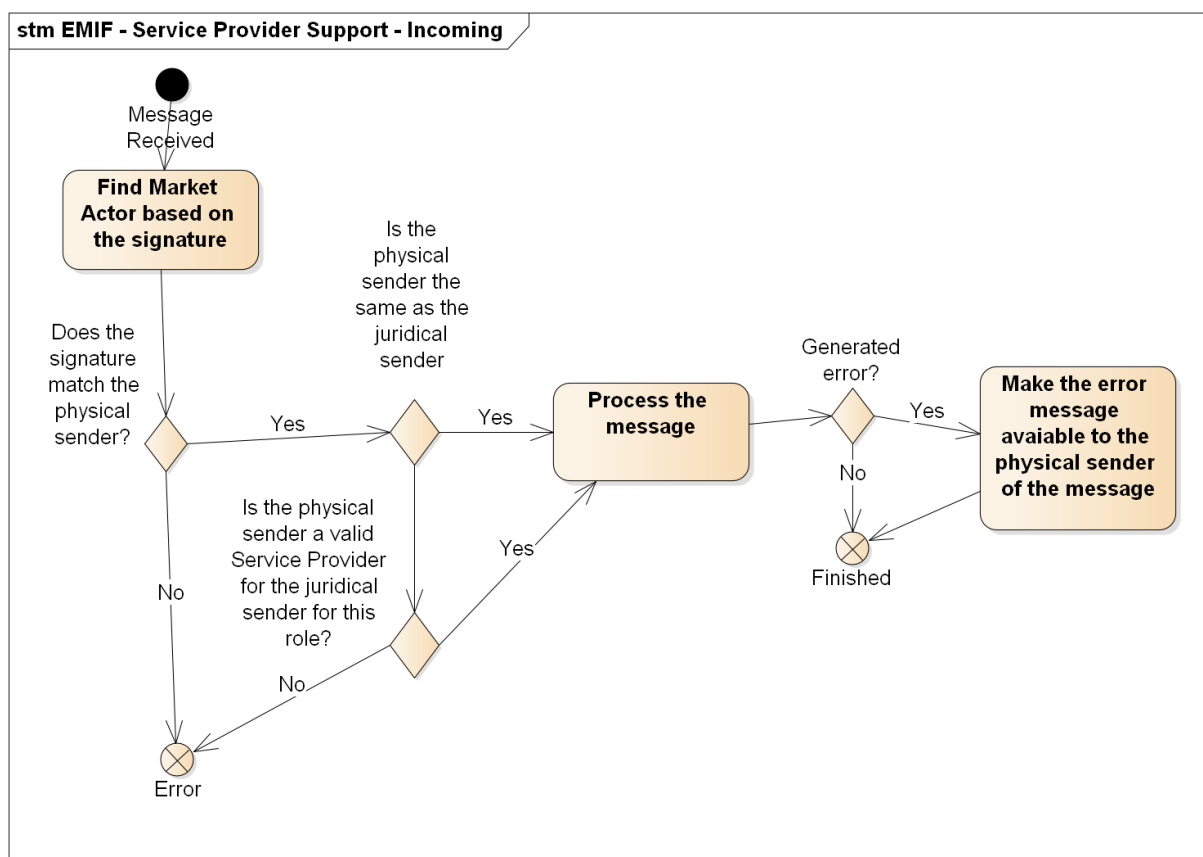 stm EMIF - Service Provider Support - Incoming
Message
Received
Find Market
Actor based on
the signature
Is the
physical
sender the
same as the
juridical
sender
Does the
signature
match the
physical
sender?
Yes
Yes
Process the
message
Generated
error?
Yes
Make the error
message
avaiable to the
physical sender
of the message
No
Finished
Is the physical
sender a valid
Service Provider
for the juridical
sender for this
role?
Yes
No
No
Error